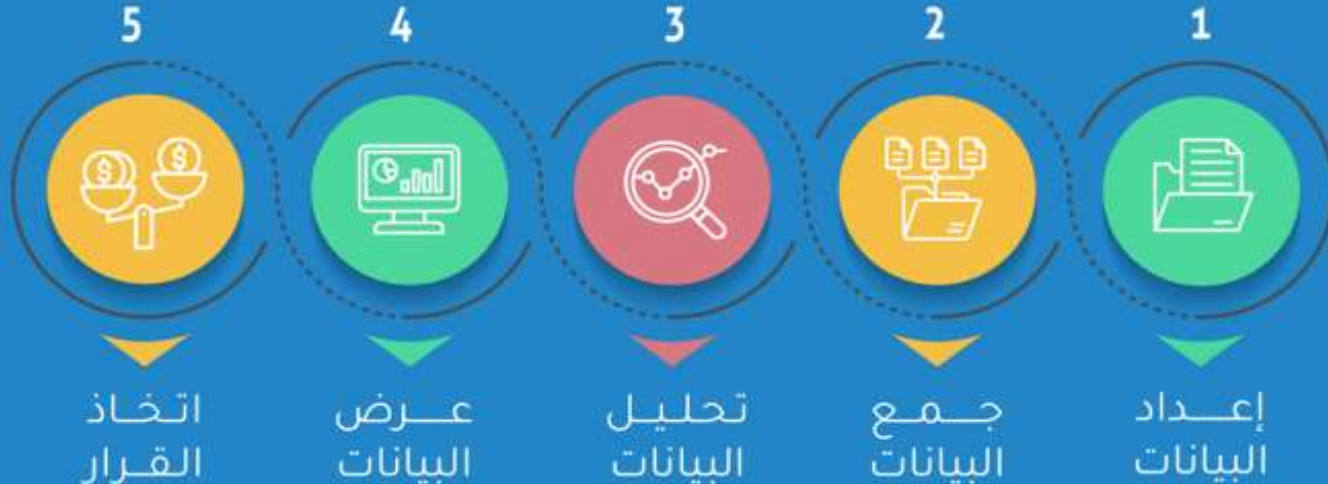 1
إعداد
البيانات
2
جمع
البيانات
3
تحليل
البيانات
4
عرض
البيانات
5
اتخاذ
القرار